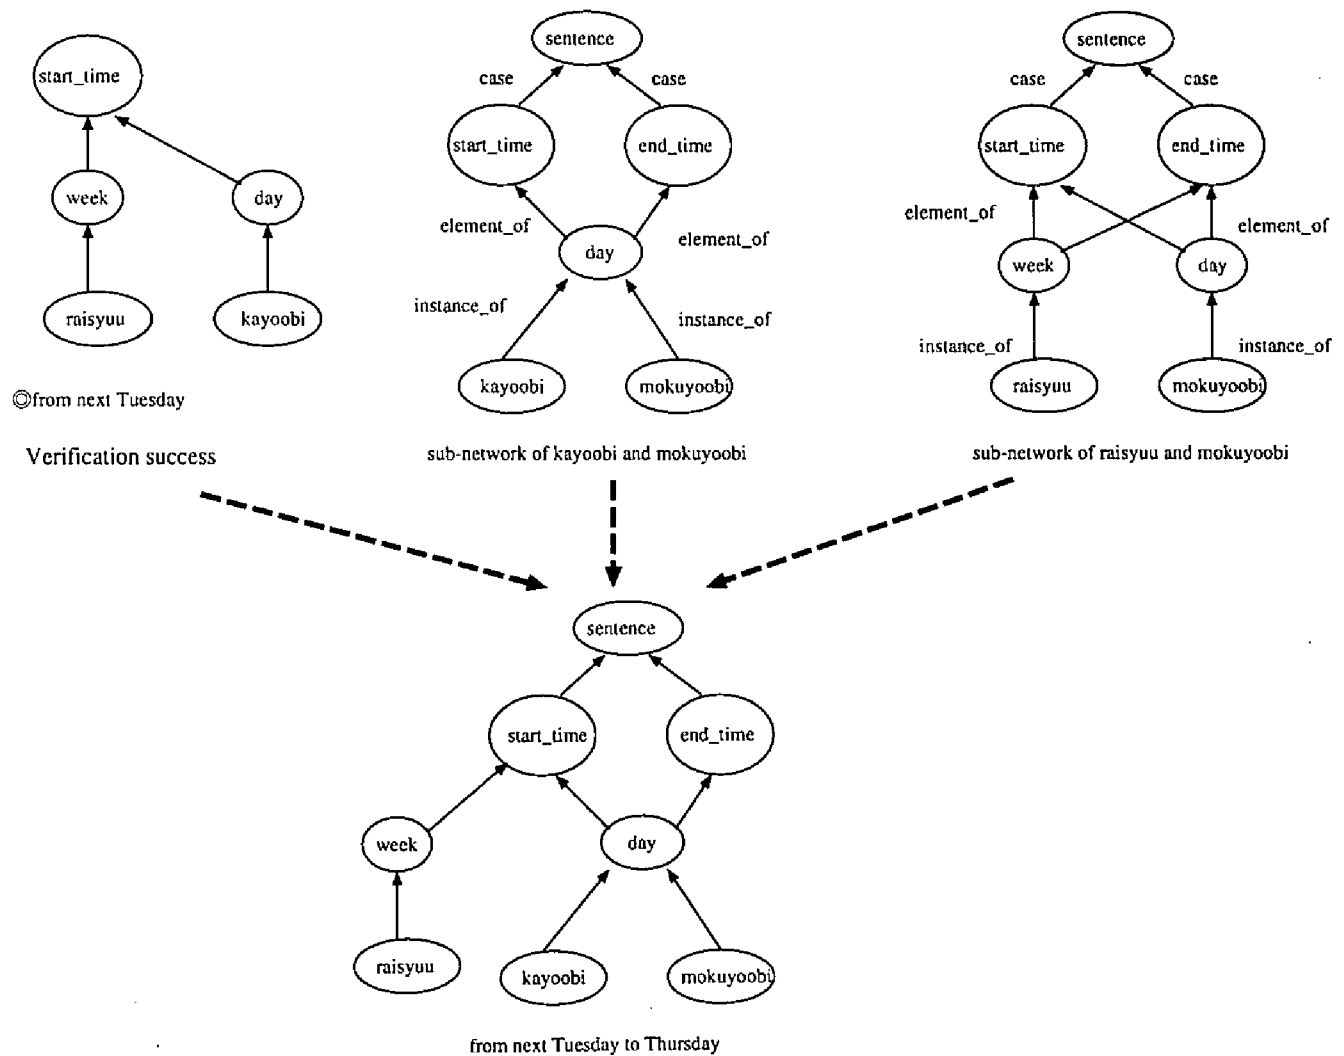 start_time
week
day
raisyuu
kayoobi
◎from next Tuesday
Verification success
sentence
case
case
start_time
end_time
element_of
element_of
day
instance_of
instance_of
kayoobi
mokuyoobi
sub-network of kayoobi and mokuyoobi
sentence
case
case
start_time
end_time
element_of
element_of
week
day
instance_of
instance_of
raisyuu
mokuyoobi
sub-network of raisyuu and mokuyoobi
sentence
start_time
end_time
week
day
raisyuu
kayoobi
mokuyoobi
from next Tuesday to Thursday